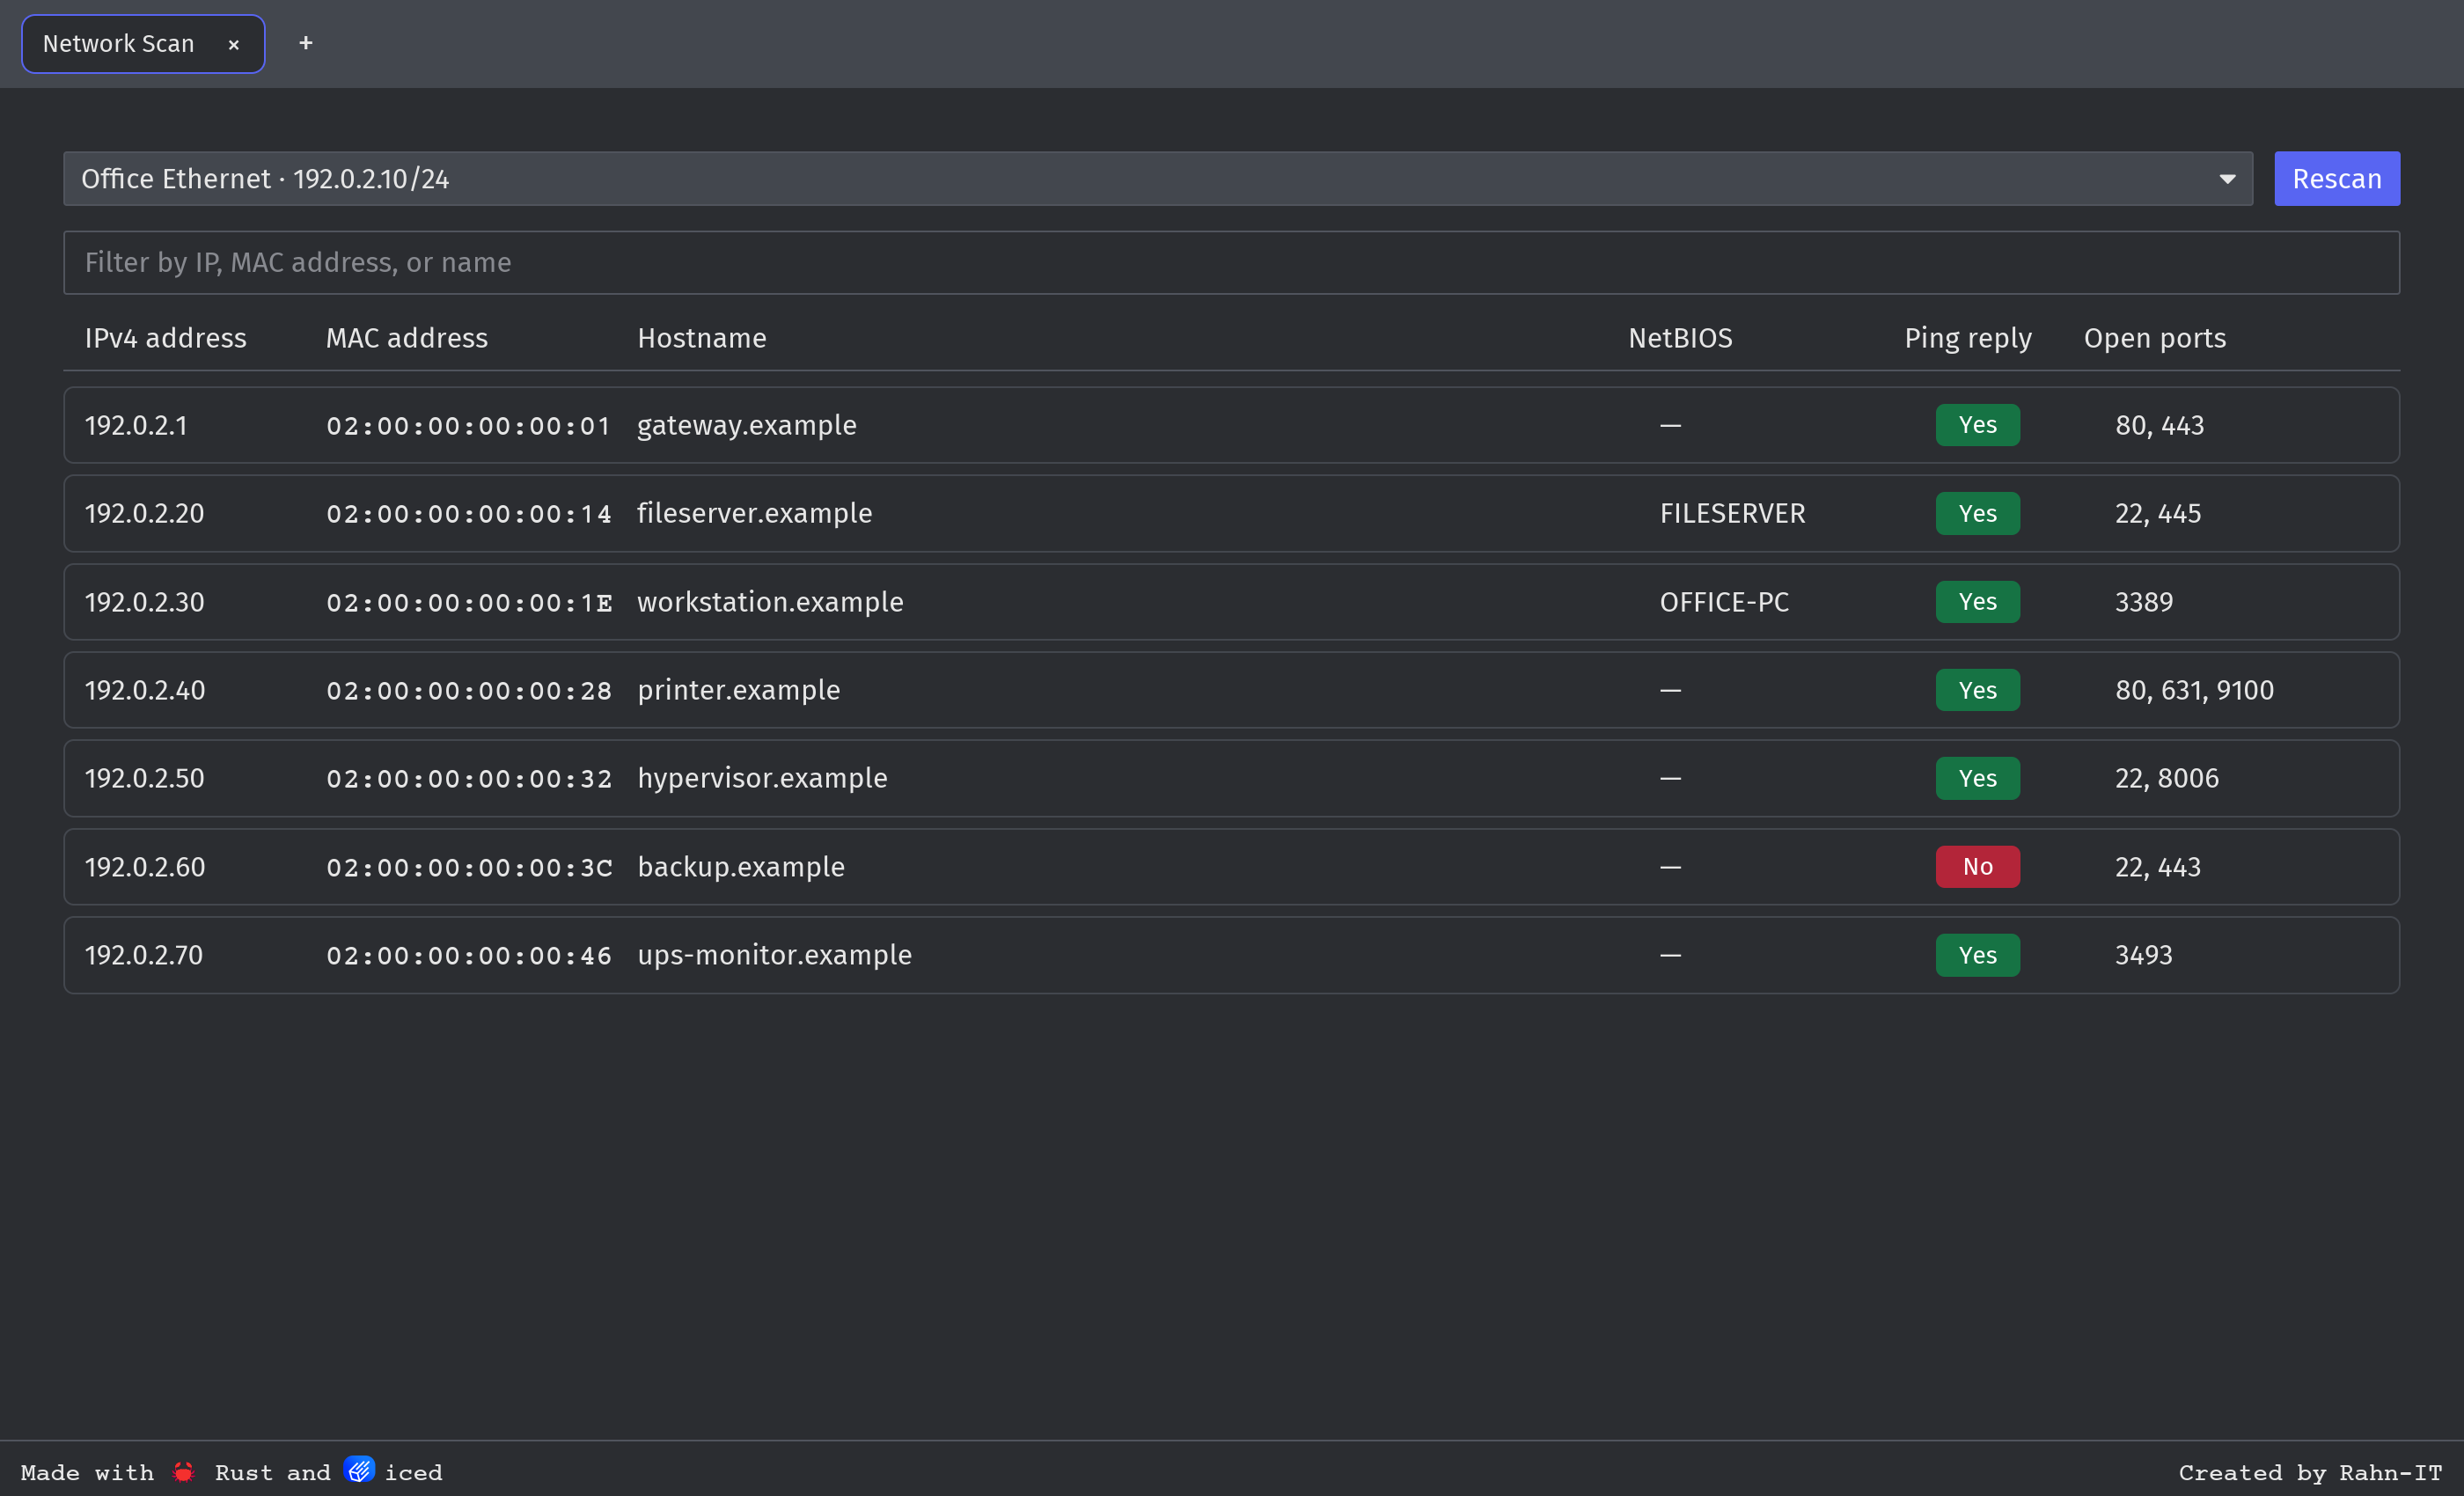 Network Scan × +
Office Ethernet · 192.0.2.10/24 Rescan
Filter by IP, MAC address, or name
IPv4 address MAC address Hostname NetBIOS Ping reply Open ports
192.0.2.1 02:00:00:00:00:01 gateway.example — Yes 80, 443
192.0.2.20 02:00:00:00:00:14 fileserver.example FILESERVER Yes 22, 445
192.0.2.30 02:00:00:00:00:1E workstation.example OFFICE-PC Yes 3389
192.0.2.40 02:00:00:00:00:28 printer.example — Yes 80, 631, 9100
192.0.2.50 02:00:00:00:00:32 hypervisor.example — Yes 22, 8006
192.0.2.60 02:00:00:00:00:3C backup.example — No 22, 443
192.0.2.70 02:00:00:00:00:46 ups-monitor.example — Yes 3493
Made with 🦀 Rust and iced Created by Rahn-IT